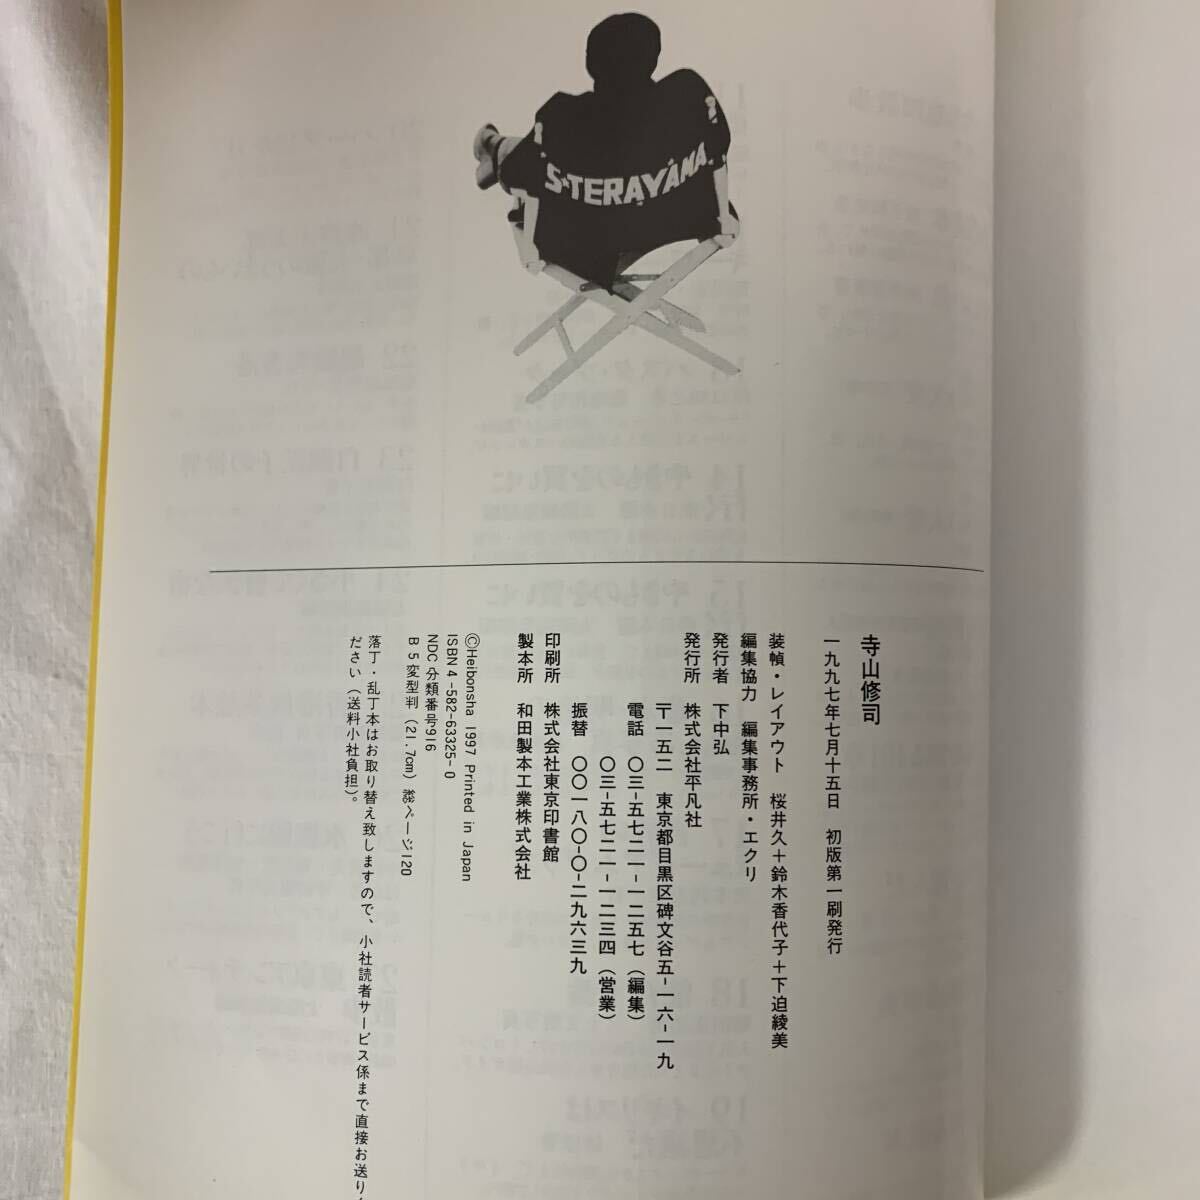 S★TERAYAMA
寺山修司
一九九七年七月十五日　初版第一刷発行
装幀・レイアウト　桜井久＋鈴木香代子＋下迫綾美
編集協力　編集事務所・エクリ
発行者　下中弘
発行所　株式会社平凡社
〒一五二　東京都目黒区碑文谷五-一六-一九
電話　〇三-五七二一-一二五七（編集）
〇三-五七二一-一二三四（営業）
振替　〇〇一八〇-〇-二九六三九
印刷所　株式会社東京印書館
製本所　和田製本工業株式会社
©Heibonsha 1997 Printed in Japan
ISBN4-582-63325-0
NDC分類番号916
B5変型判（21.7cm）総ページ120
落丁・乱丁本はお取り替え致しますので、小社読者サービス係まで直接お送りく
ださい（送料小社負担）。